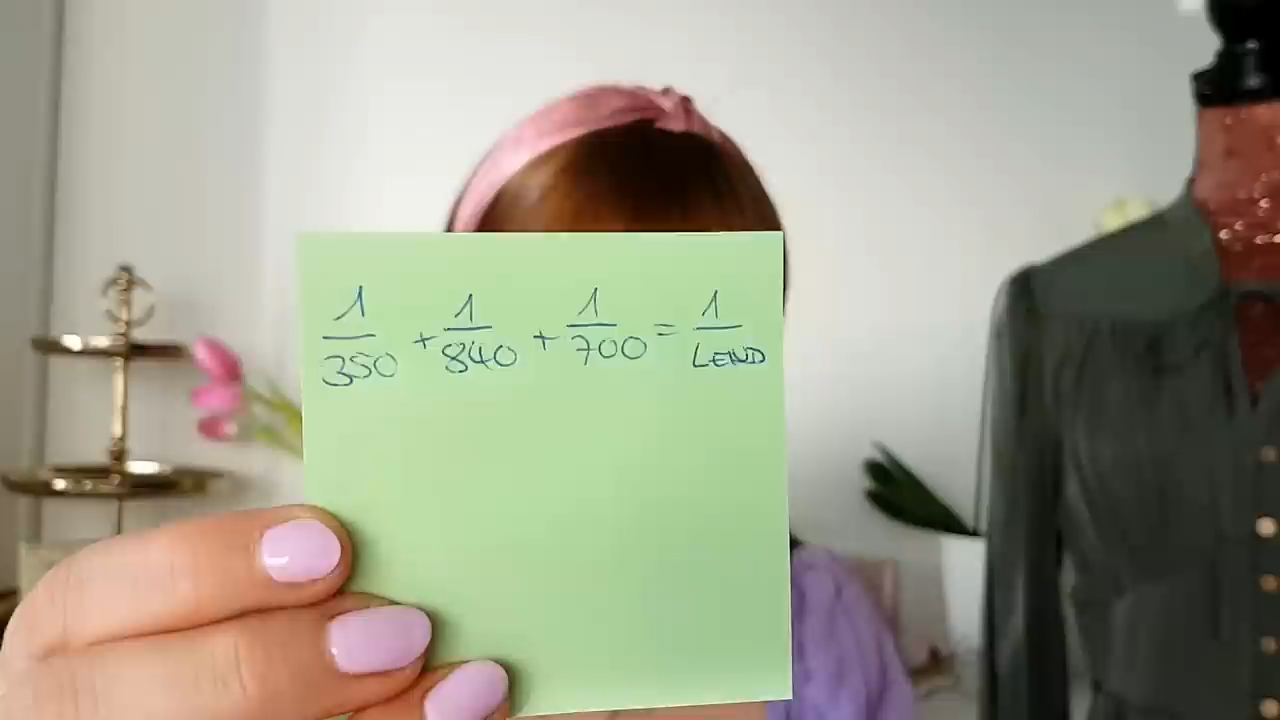 1/350 + 1/840 + 1/700 = 1/LEND